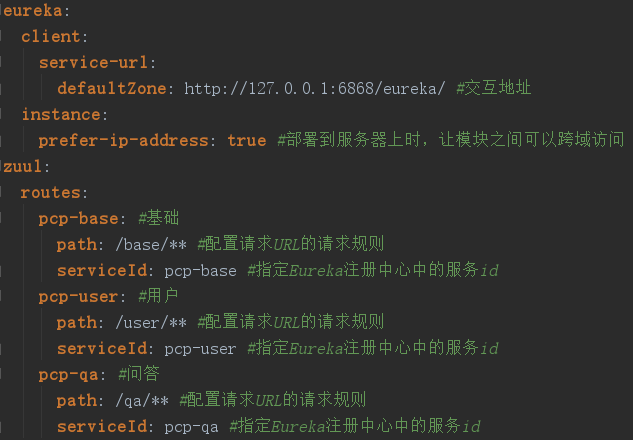 eureka:
  client:
    service-url:
      defaultZone: http://127.0.0.1:6868/eureka/ #交互地址
  instance:
    prefer-ip-address: true #部署到服务器上时，让模块之间可以跨域访问
zuul:
  routes:
    pcp-base: #基础
      path: /base/** #配置请求URL的请求规则
      serviceId: pcp-base #指定Eureka注册中心中的服务id
    pcp-user: #用户
      path: /user/** #配置请求URL的请求规则
      serviceId: pcp-user #指定Eureka注册中心中的服务id
    pcp-qa: #问答
      path: /qa/** #配置请求URL的请求规则
      serviceId: pcp-qa #指定Eureka注册中心中的服务id